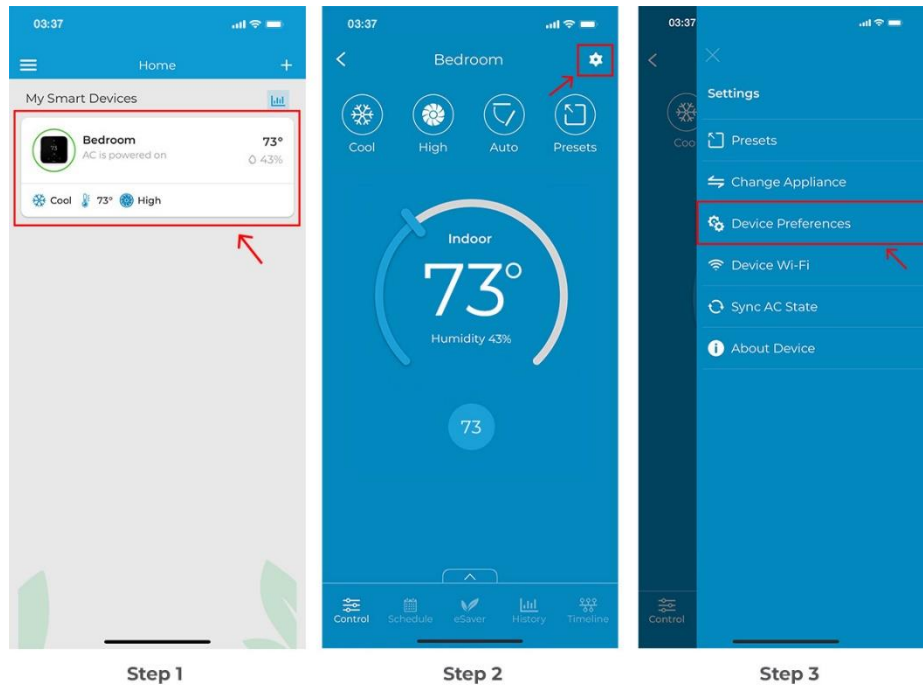 03:37
Home
My Smart Devices
Bedroom
73°
AC is powered on
43%
Cool
73°
High
Step 1
03:37
Bedroom
Cool
High
Auto
Presets
Indoor
73°
Humidity 43%
73
Control
Schedule
eSaver
History
Timeline
Step 2
03:37
Settings
Coo
Presets
Change Appliance
Device Preferences
Device Wi-Fi
Sync AC State
About Device
Control
Step 3